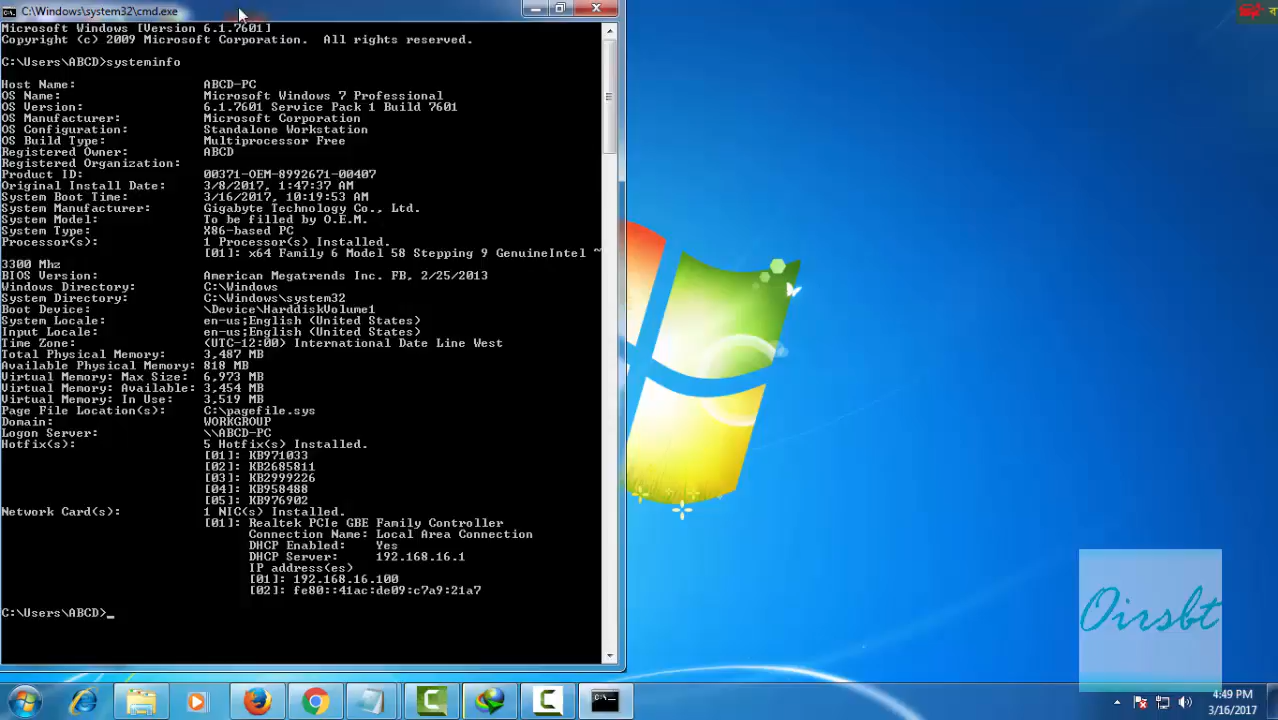 C:\Windows\system32\cmd.exe
Microsoft Windows [Version 6.1.7601]
Copyright (c) 2009 Microsoft Corporation.  All rights reserved.
C:\Users\ABCD>systeminfo
Host Name: ABCD-PC
OS Name: Microsoft Windows 7 Professional
OS Version: 6.1.7601 Service Pack 1 Build 7601
OS Manufacturer: Microsoft Corporation
OS Configuration: Standalone Workstation
OS Build Type: Multiprocessor Free
Registered Owner: ABCD
Registered Organization:
Product ID: 00371-OEM-8992671-00407
Original Install Date: 3/8/2017, 1:47:37 AM
System Boot Time: 3/16/2017, 10:19:53 AM
System Manufacturer: Gigabyte Technology Co., Ltd.
System Model: To be filled by O.E.M.
System Type: X86-based PC
Processor(s): 1 Processor(s) Installed.
[01]: x64 Family 6 Model 58 Stepping 9 GenuineIntel ~
3300 Mhz
BIOS Version: American Megatrends Inc. FB, 2/25/2013
Windows Directory: C:\Windows
System Directory: C:\Windows\system32
Boot Device: \Device\HarddiskVolume1
System Locale: en-us;English (United States)
Input Locale: en-us;English (United States)
Time Zone: (UTC-12:00) International Date Line West
Total Physical Memory: 3,487 MB
Available Physical Memory: 818 MB
Virtual Memory: Max Size: 6,973 MB
Virtual Memory: Available: 3,454 MB
Virtual Memory: In Use: 3,519 MB
Page File Location(s): C:\pagefile.sys
Domain: WORKGROUP
Logon Server: \\ABCD-PC
Hotfix(s): 5 Hotfix(s) Installed.
[01]: KB971033
[02]: KB2685811
[03]: KB2999226
[04]: KB958488
[05]: KB976902
Network Card(s): 1 NIC(s) Installed.
[01]: Realtek PCIe GBE Family Controller
Connection Name: Local Area Connection
DHCP Enabled: Yes
DHCP Server: 192.168.16.1
IP address(es)
[01]: 192.168.16.100
[02]: fe80::41ac:de09:c7a9:21a7
C:\Users\ABCD>_
Oirsbt
4:49 PM
3/16/2017